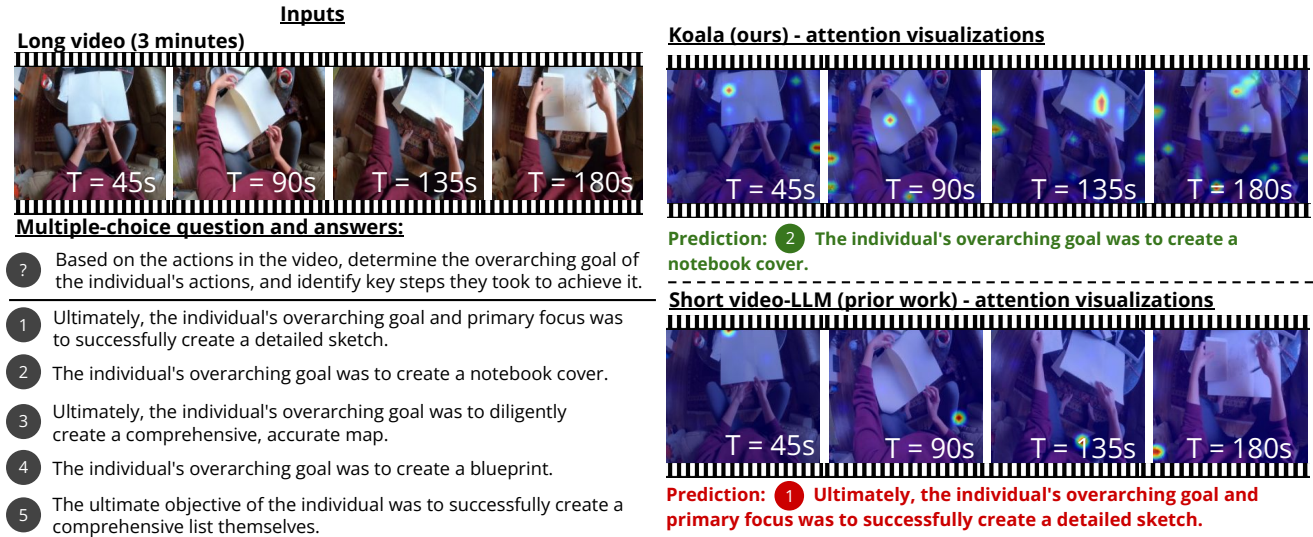 Inputs
Long video (3 minutes)
T = 45s
T = 90s
T = 135s
T = 180s
Multiple-choice question and answers:
? Based on the actions in the video, determine the overarching goal of
the individual's actions, and identify key steps they took to achieve it.
1 Ultimately, the individual's overarching goal and primary focus was
to successfully create a detailed sketch.
2 The individual's overarching goal was to create a notebook cover.
3 Ultimately, the individual's overarching goal was to diligently
create a comprehensive, accurate map.
4 The individual's overarching goal was to create a blueprint.
5 The ultimate objective of the individual was to successfully create a
comprehensive list themselves.
Koala (ours) - attention visualizations
T = 45s
T = 90s
T = 135s
T = 180s
Prediction: 2 The individual's overarching goal was to create a
notebook cover.
Short video-LLM (prior work) - attention visualizations
T = 45s
T = 90s
T = 135s
T = 180s
Prediction: 1 Ultimately, the individual's overarching goal and
primary focus was to successfully create a detailed sketch.